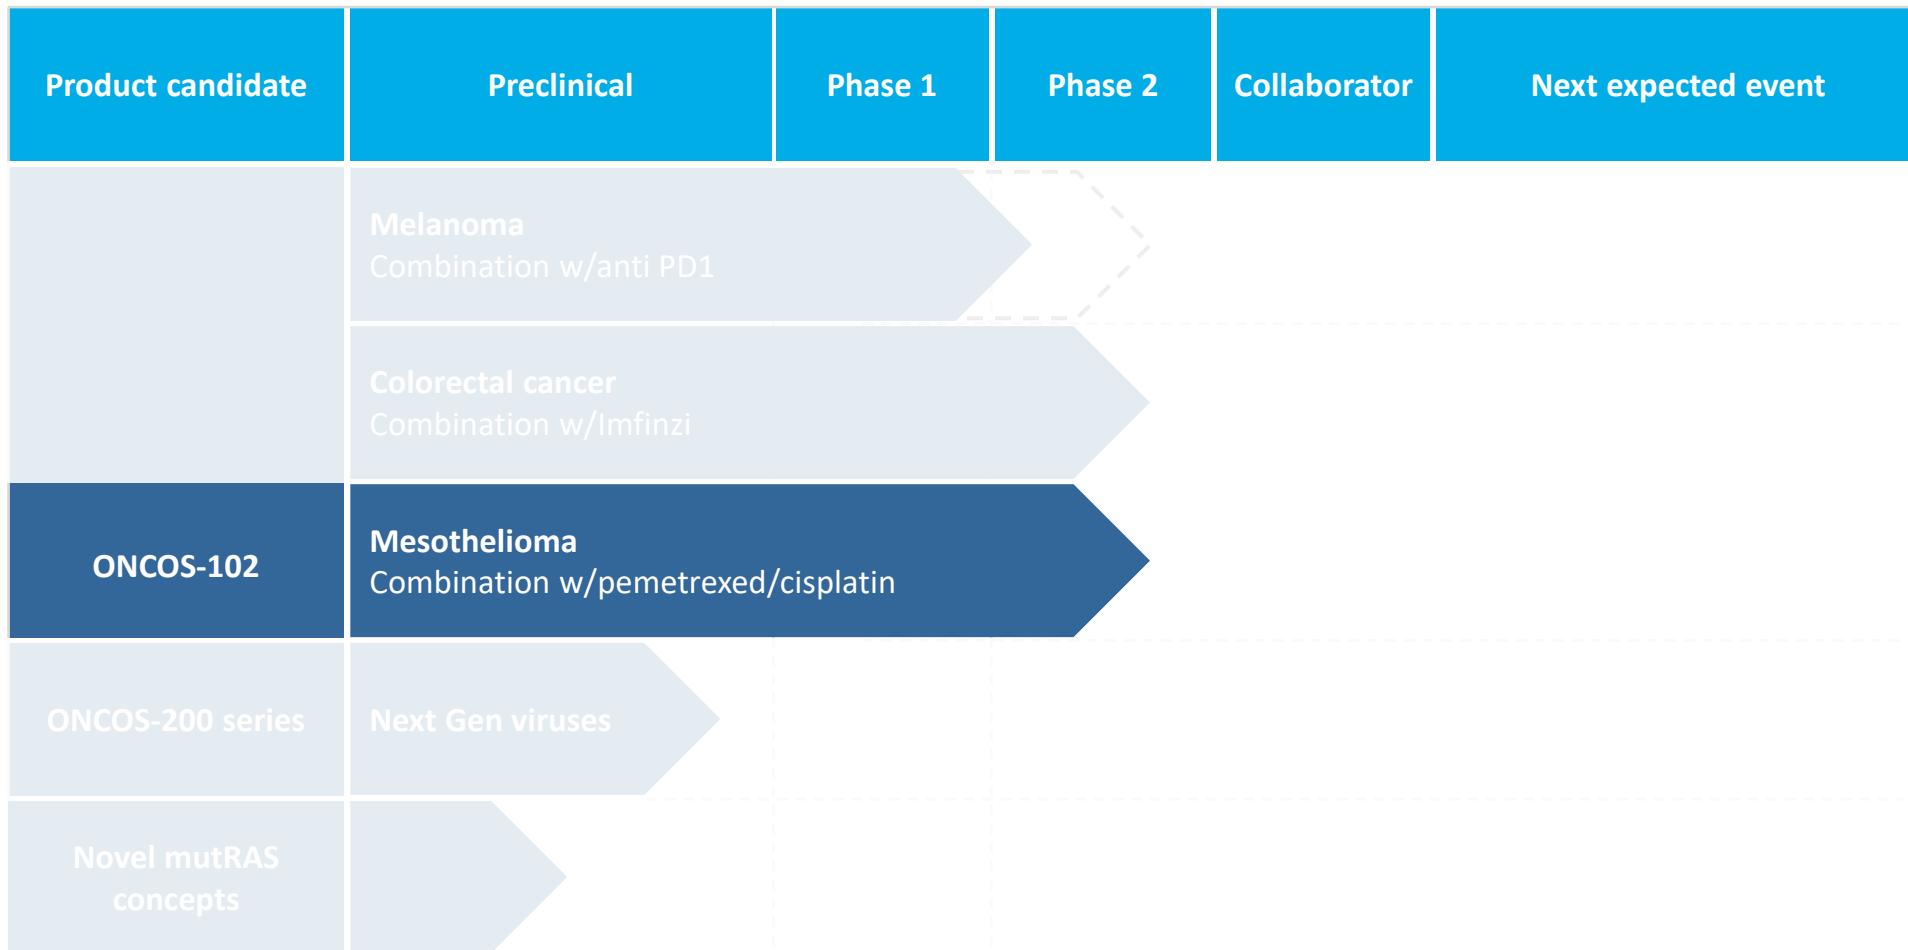 Product candidate
Preclinical
Phase 1
Phase 2
Collaborator
Next expected event
Melanoma
Combination w/anti PD1
Colorectal cancer
Combination w/Imfinzi
ONCOS-102
Mesothelioma
Combination w/pemetrexed/cisplatin
ONCOS-200 series
Next Gen viruses
Novel mutRAS
concepts